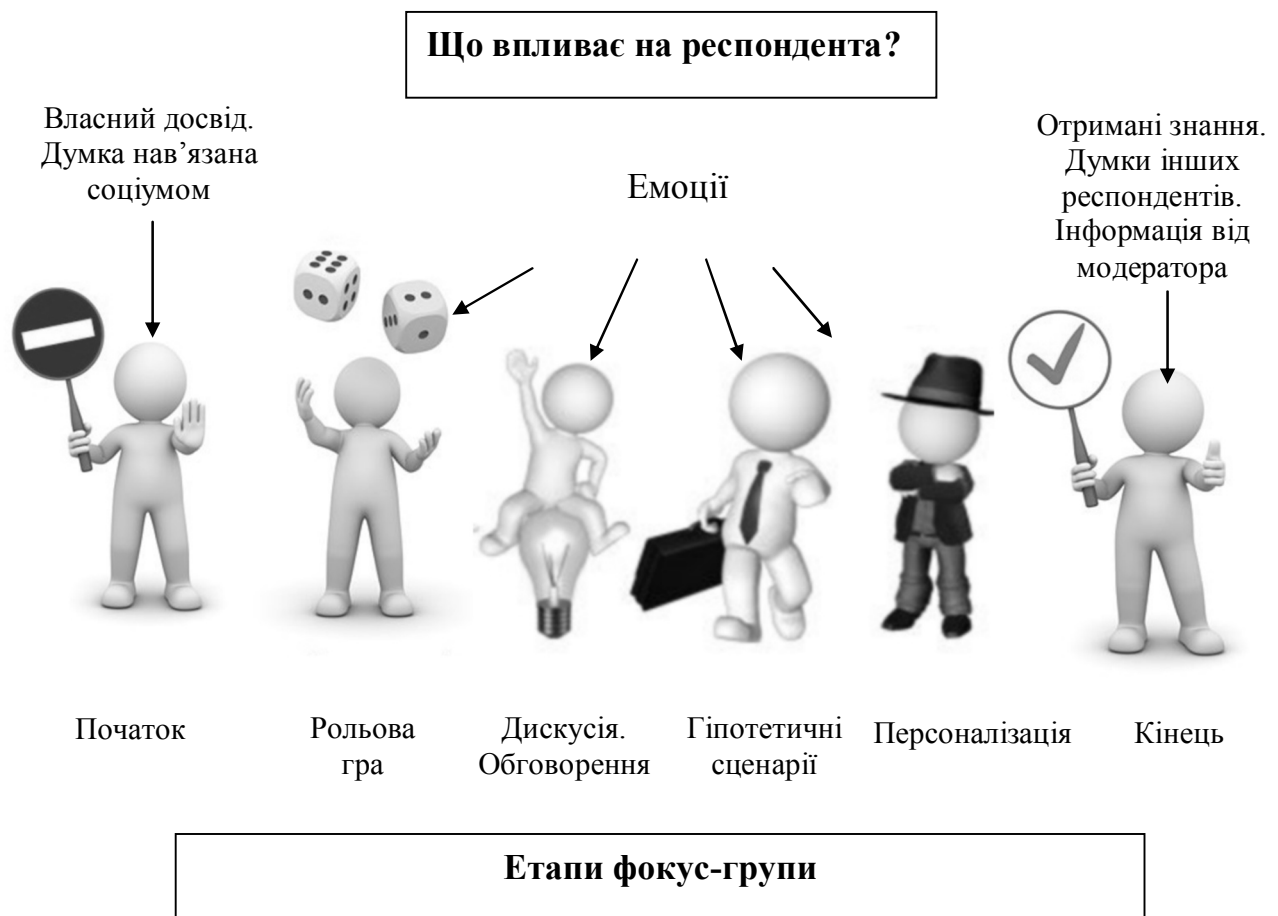 Що впливає на респондента?
Власний досвід.
Думка нав’язана
соціумом
Емоції
Отримані знання.
Думки інших
респондентів.
Інформація від
модератора
Початок
Рольова
гра
Дискусія.
Обговорення
Гіпотетичні
сценарії
Персоналізація
Кінець
Етапи фокус-групи